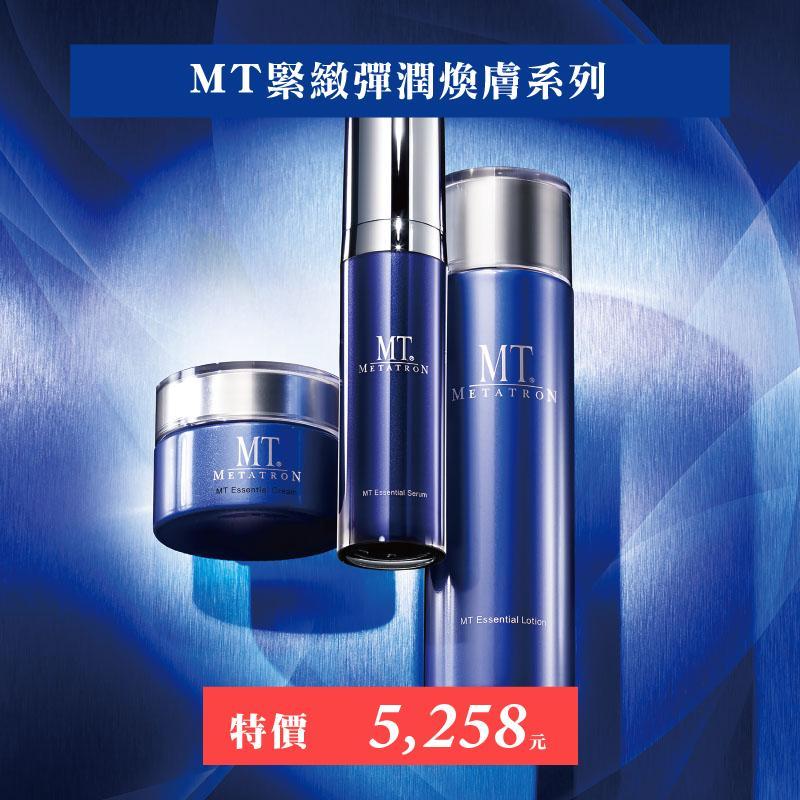 MT緊緻彈潤煥膚系列
MT®
METATRON
MT Essential Cream
MT®
METATRON
MT Essential Serum
MT®
METATRON
MT Essential Lotion
特價 5,258元